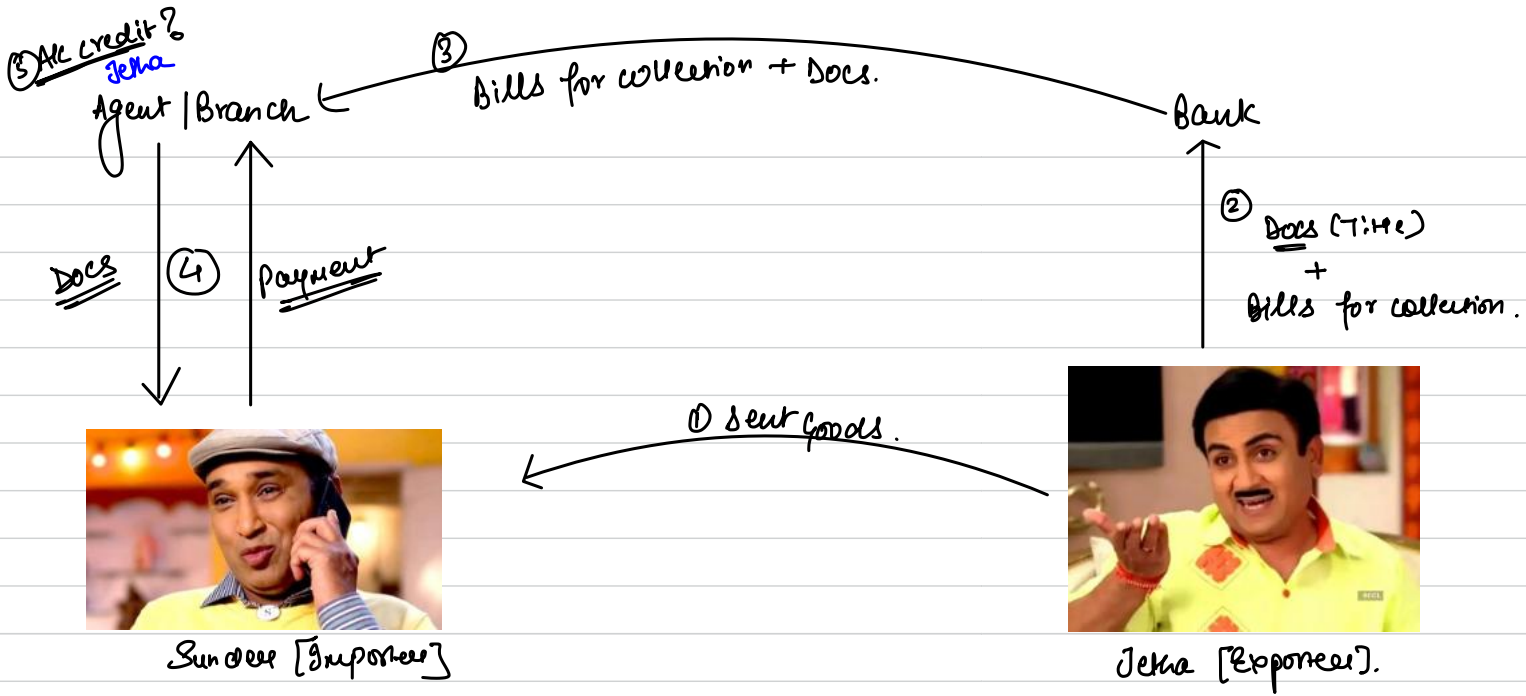 ⑤ A/c credit?
Jetha
Agent | Branch
③
Bills for collection + Docs.
Bank
②
Docs (Title)
+
Bills for collection.
Docs
④
Payment
① Sent Goods.
Sunder [Importer]
Jetha [Exporter].